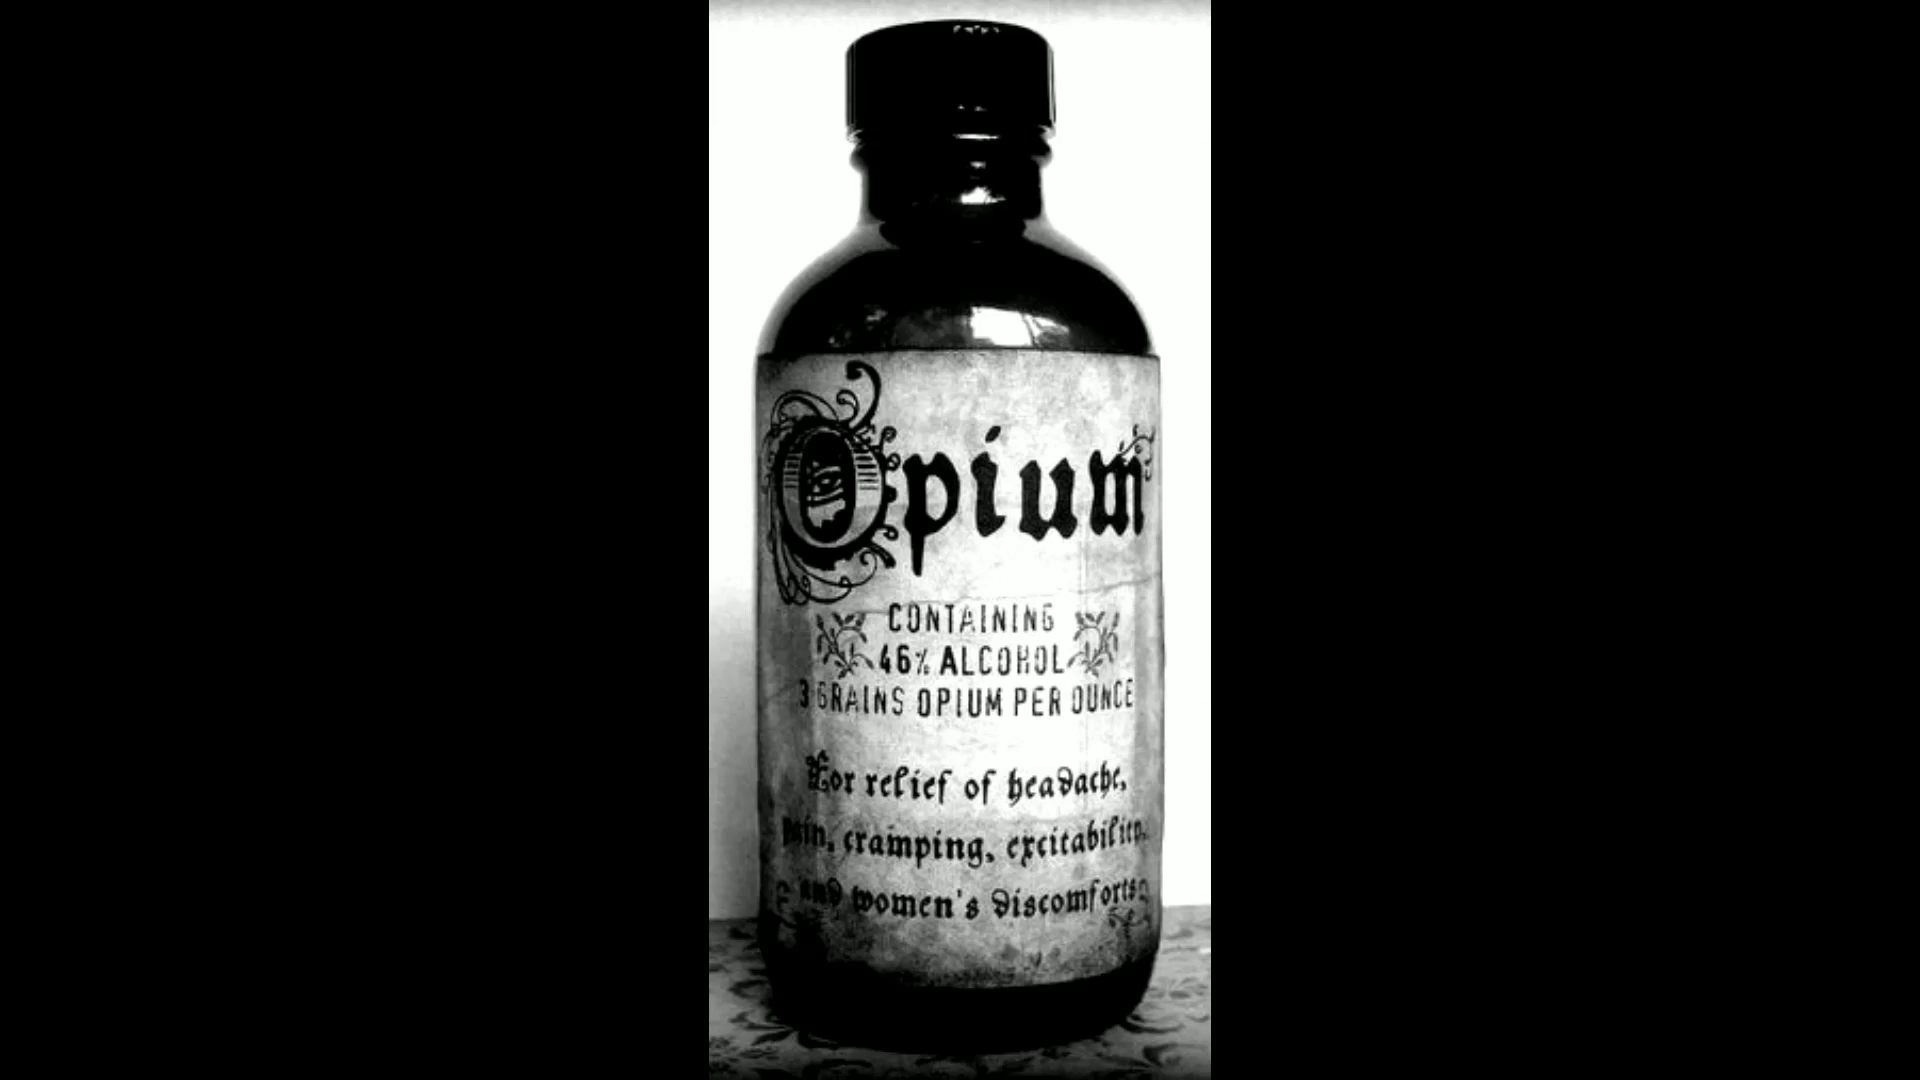 Opium
CONTAINING
46% ALCOHOL
3 GRAINS OPIUM PER OUNCE
For relief of headache,
pain, cramping, excitability,
and women's discomforts